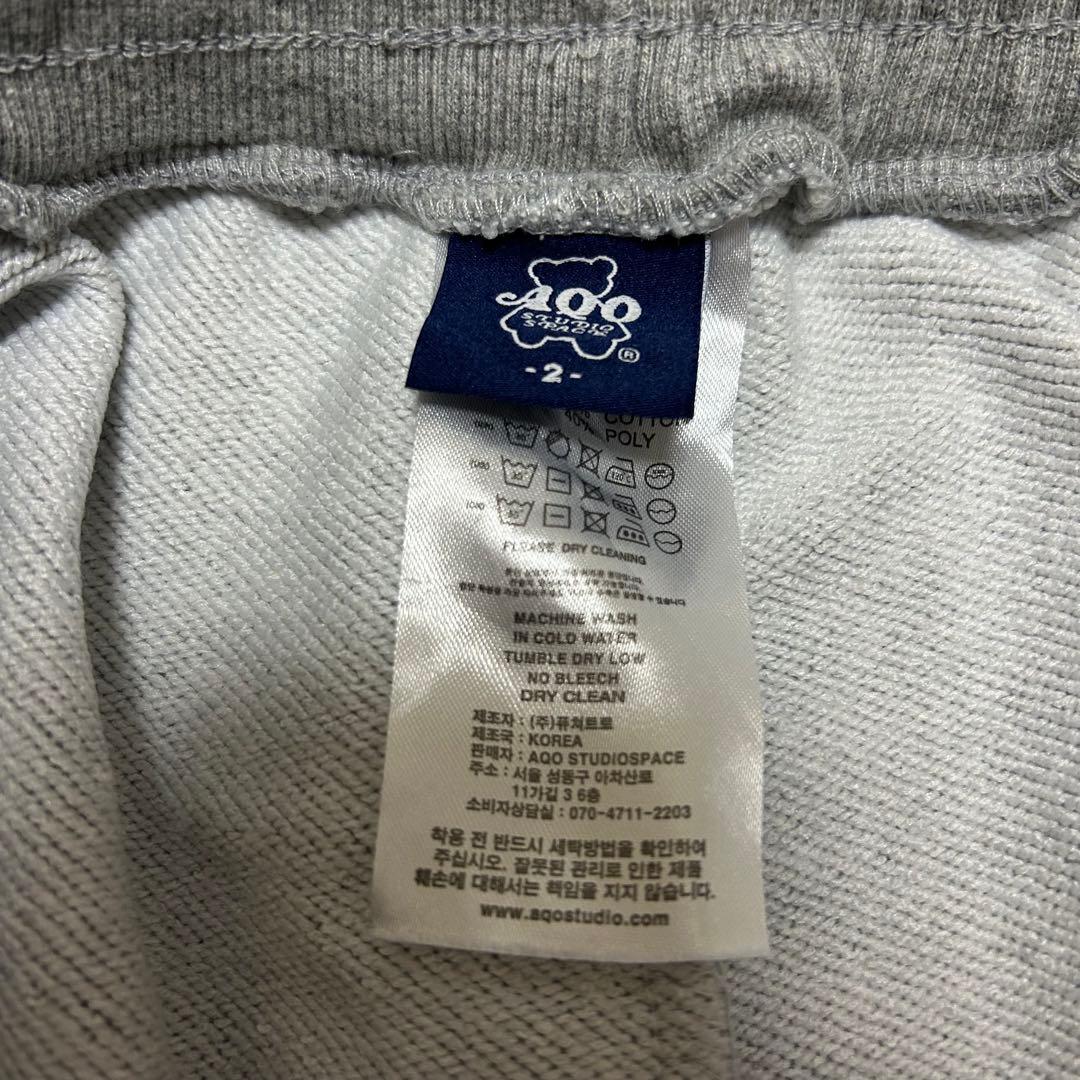 AQO
STUDIO
SPACE
®
-2-
COTTON
POLY
120°C
PLEASE DRY CLEANING
MACHINE WASH
IN COLD WATER
TUMBLE DRY LOW
NO BLEECH
DRY CLEAN
제조자 : (주)퓨쳐트로
제조국 : KOREA
판매자 : AQO STUDIOSPACE
주소 : 서울 성동구 아차산로
11가길 3 6층
소비자상담실 : 070-4711-2203
착용 전 반드시 세탁방법을 확인하여
주십시오. 잘못된 관리로 인한 제품
훼손에 대해서는 책임을 지지 않습니다.
www.aqostudio.com